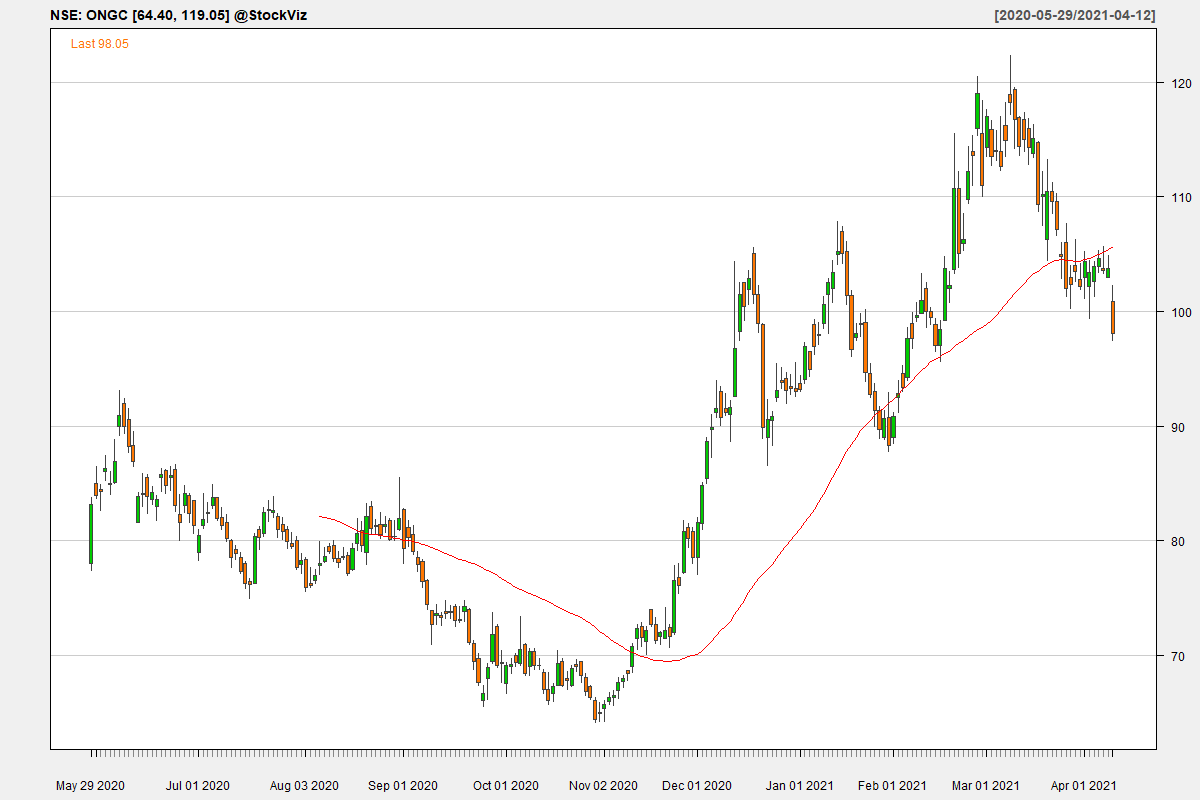 NSE: ONGC [64.40, 119.05] @StockViz
[2020-05-29/2021-04-12]
Last 98.05
120
110
100
90
80
70
May 29 2020
Jul 01 2020
Aug 03 2020
Sep 01 2020
Oct 01 2020
Nov 02 2020
Dec 01 2020
Jan 01 2021
Feb 01 2021
Mar 01 2021
Apr 01 2021